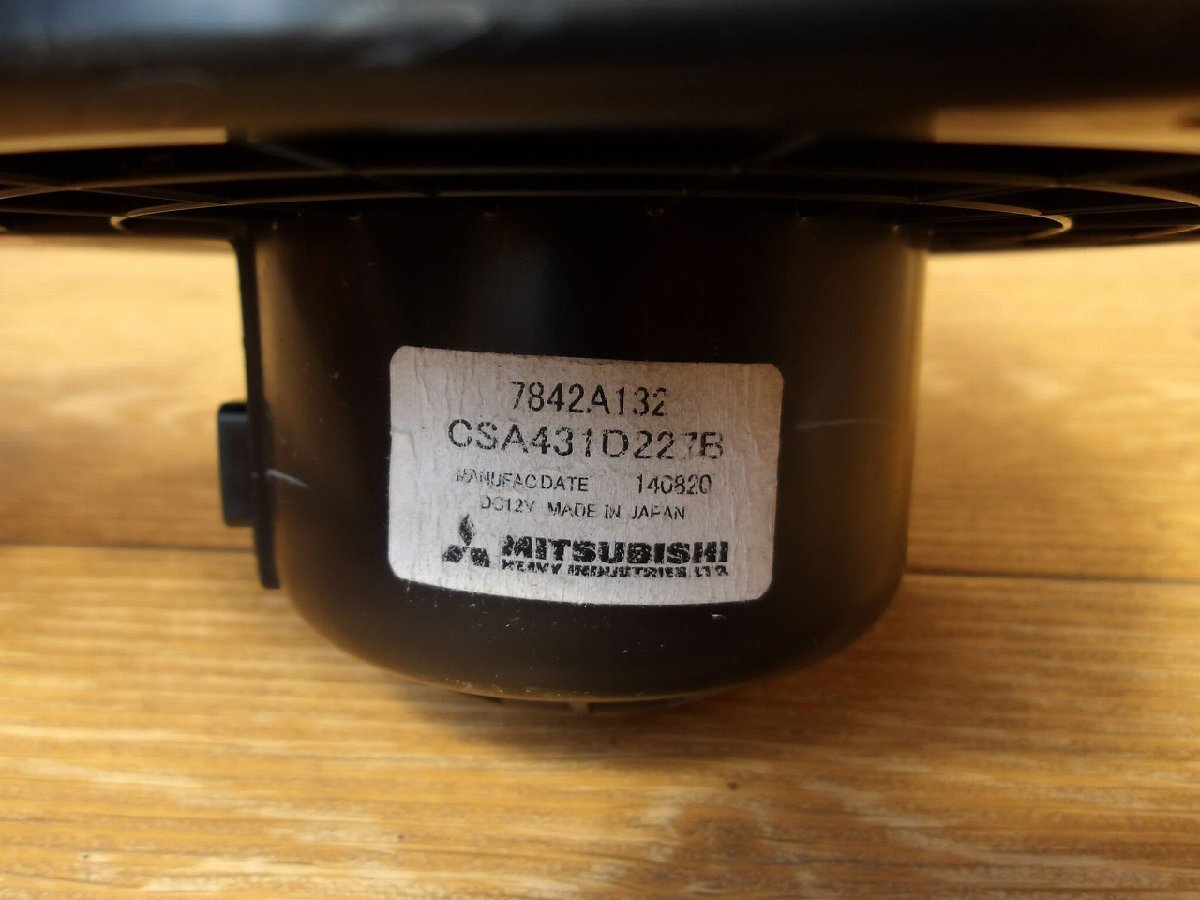 7842A132
CSA431D227B
MANUFAC.DATE 140820
DC12V MADE IN JAPAN
MITSUBISHI
HEAVY INDUSTRIES, LTD.